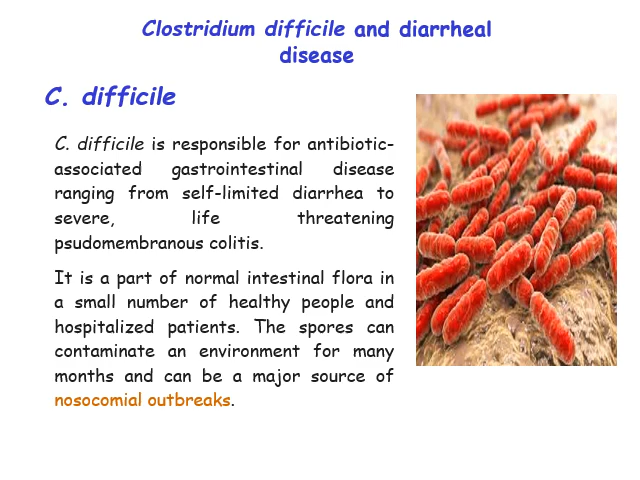 Clostridium difficile and diarrheal
disease
C. difficile
C. difficile is responsible for antibiotic-
associated gastrointestinal disease
ranging from self-limited diarrhea to
severe, life threatening
psudomembranous colitis.
It is a part of normal intestinal flora in
a small number of healthy people and
hospitalized patients. The spores can
contaminate an environment for many
months and can be a major source of
nosocomial outbreaks.